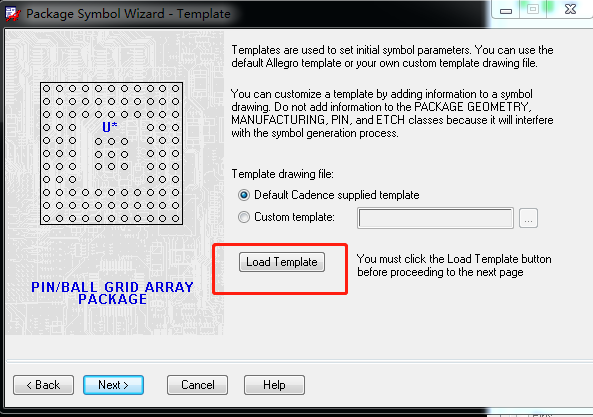 Package Symbol Wizard - Template
Templates are used to set initial symbol parameters. You can use the
default Allegro template or your own custom template drawing file.
You can customize a template by adding information to a symbol
drawing. Do not add information to the PACKAGE GEOMETRY,
MANUFACTURING, PIN, and ETCH classes because it will interfere
with the symbol generation process.
U*
Template drawing file:
Default Cadence supplied template
Custom template:
...
Load Template
You must click the Load Template button
before proceeding to the next page
PIN/BALL GRID ARRAY
PACKAGE
< Back
Next >
Cancel
Help